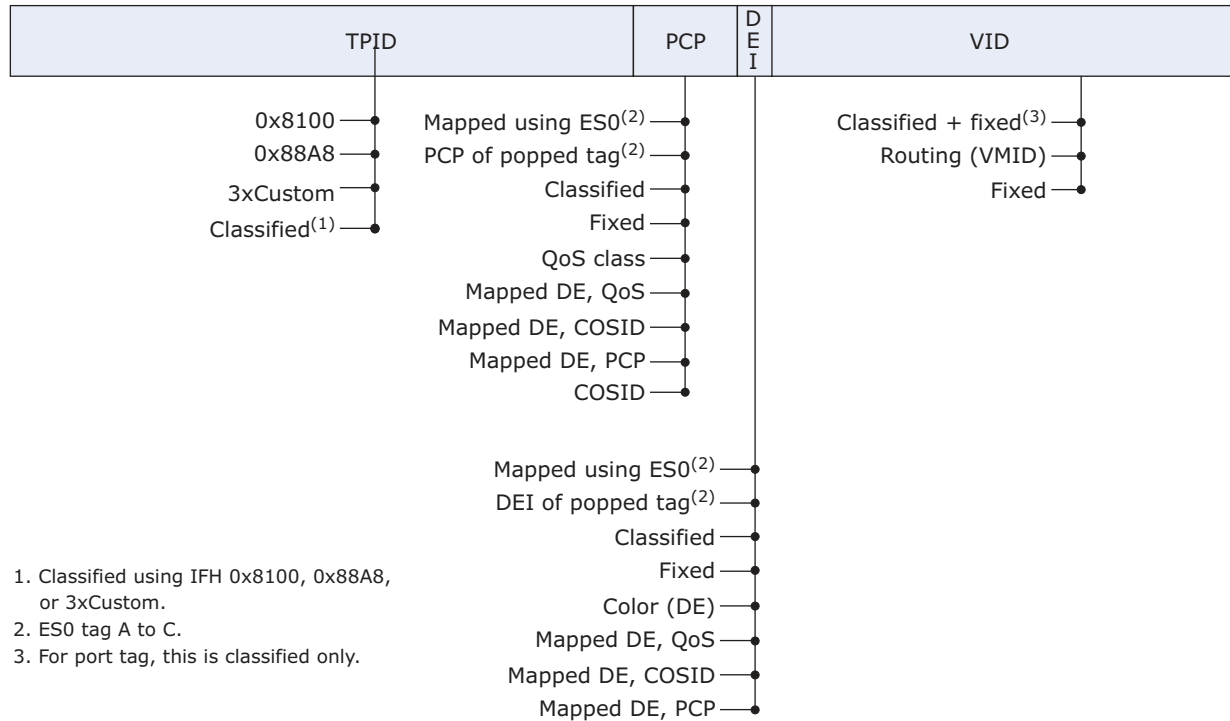 TPID
PCP
DEI
VID
0x8100
0x88A8
3xCustom
Classified(1)
Mapped using ES0(2)
PCP of popped tag(2)
Classified
Fixed
QoS class
Mapped DE, QoS
Mapped DE, COSID
Mapped DE, PCP
COSID
Classified + fixed(3)
Routing (VMID)
Fixed
Mapped using ES0(2)
DEI of popped tag(2)
Classified
Fixed
Color (DE)
Mapped DE, QoS
Mapped DE, COSID
Mapped DE, PCP
1. Classified using IFH 0x8100, 0x88A8,
or 3xCustom.
2. ES0 tag A to C.
3. For port tag, this is classified only.